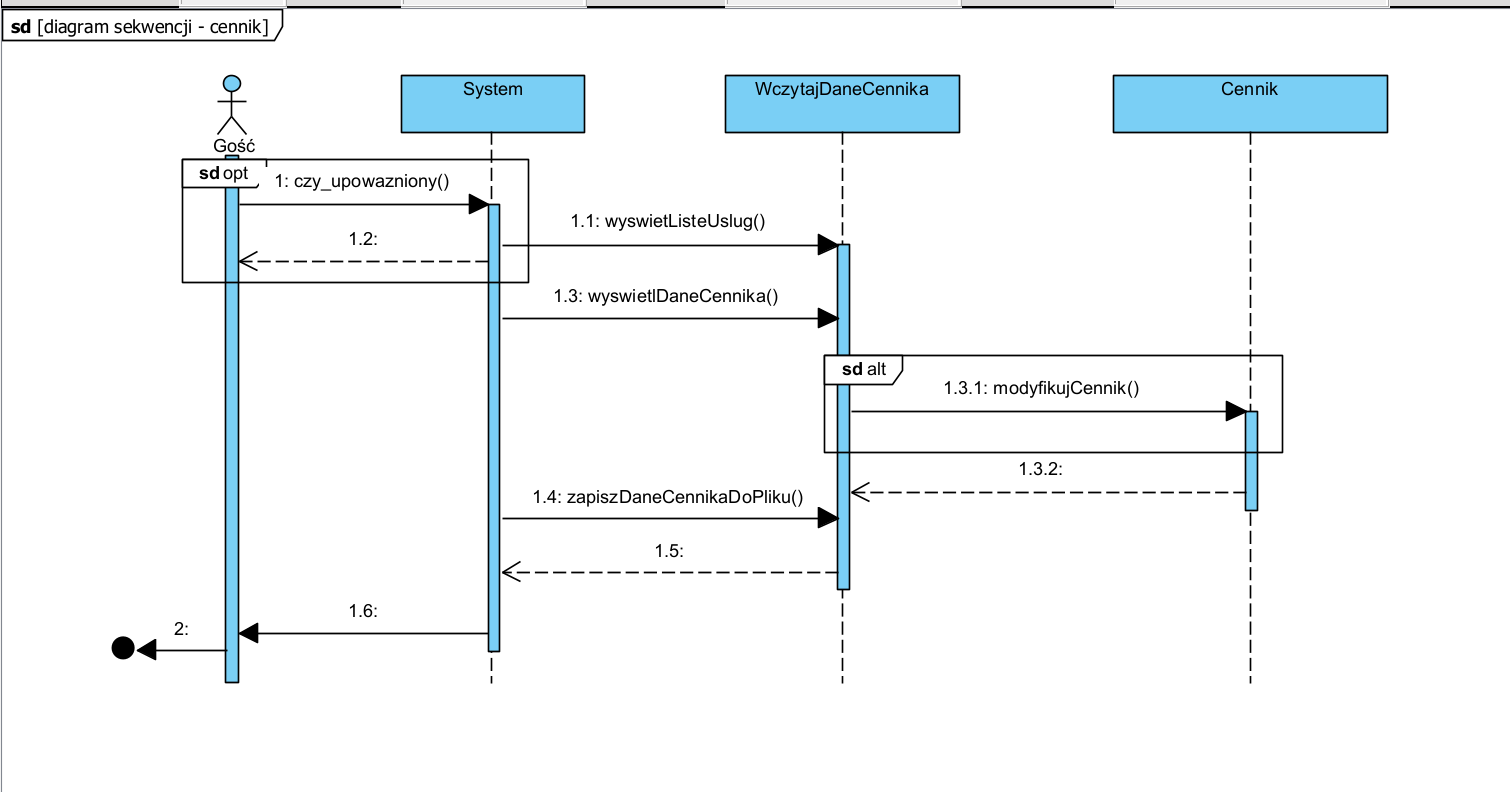 sd [diagram sekwencji - cennik]
Gość
System
WczytajDaneCennika
Cennik
sd opt
1: czy_upowazniony()
1.1: wyswietListeUslug()
1.2:
1.3: wyswietlDaneCennika()
sd alt
1.3.1: modyfikujCennik()
1.3.2:
1.4: zapiszDaneCennikaDoPliku()
1.5:
1.6:
2: